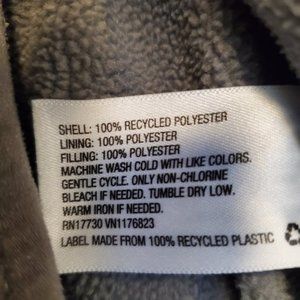 SHELL: 100% RECYCLED POLYESTER
LINING: 100% POLYESTER
FILLING: 100% POLYESTER
MACHINE WASH COLD WITH LIKE COLORS.
GENTLE CYCLE. ONLY NON-CHLORINE
BLEACH IF NEEDED. TUMBLE DRY LOW.
WARM IRON IF NEEDED.
RN17730 VN1176823
LABEL MADE FROM 100% RECYCLED PLASTIC